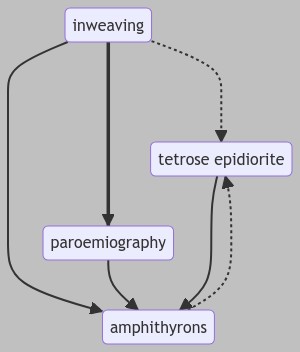 inweaving
tetrose epidiorite
paroemiography
amphithyrons